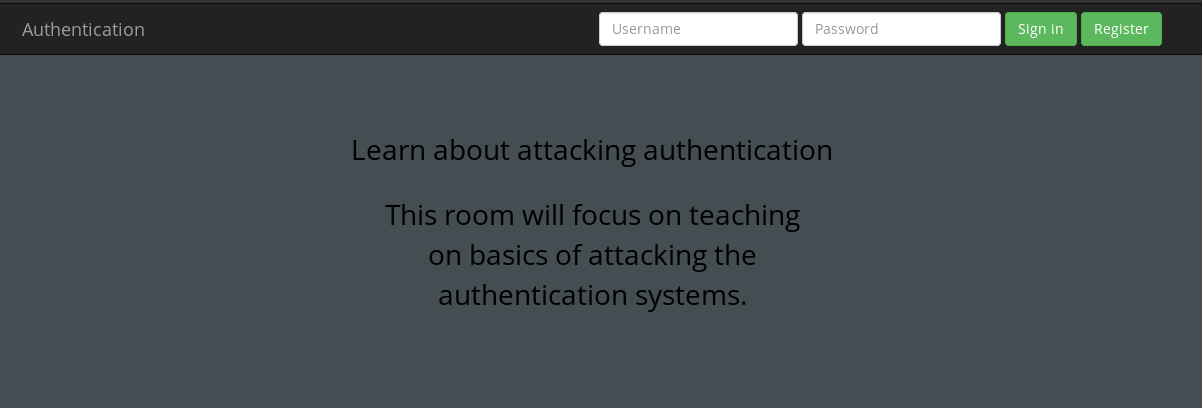 Authentication Username Password Sign in Register
Learn about attacking authentication
This room will focus on teaching
on basics of attacking the
authentication systems.